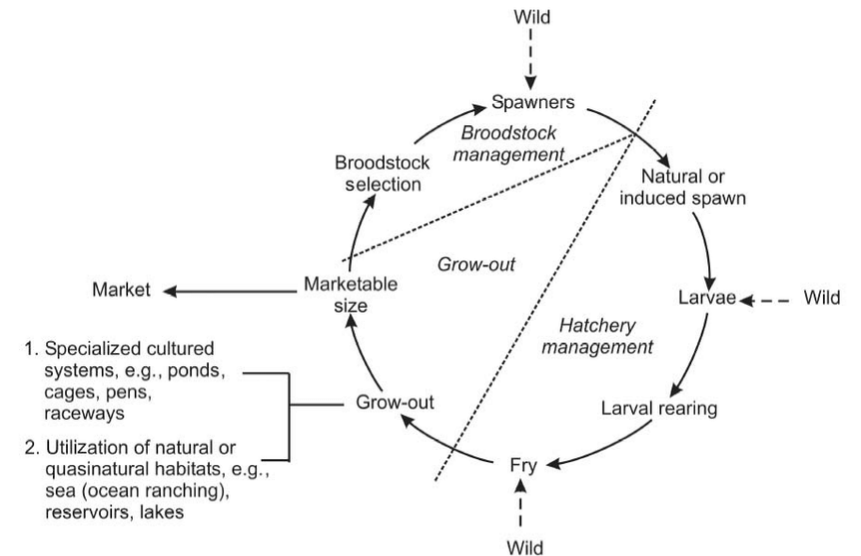 Wild
Spawners
Broodstock
management
Broodstock
selection
Natural or
induced spawn
Grow-out
Marketable
size
Market
Larvae
Wild
Hatchery
management
1. Specialized cultured
systems, e.g., ponds,
cages, pens,
raceways
Grow-out
Larval rearing
2. Utilization of natural or
quasinatural habitats, e.g.,
sea (ocean ranching),
reservoirs, lakes
Fry
Wild